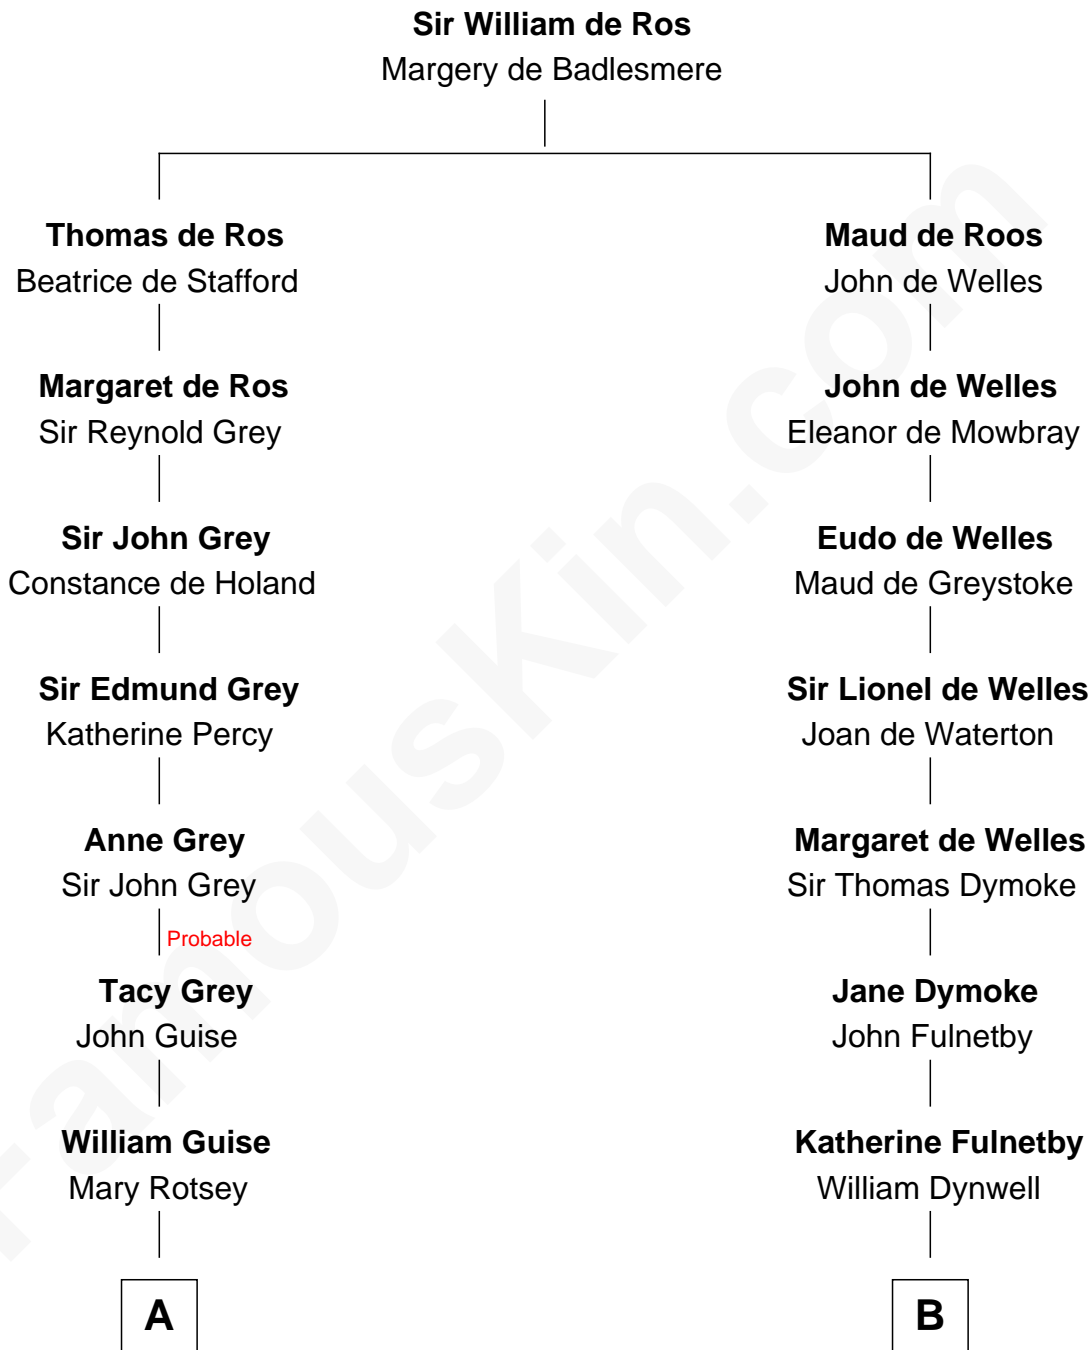 Sir William de Ros
Margery de Badlesmere
Thomas de Ros
Beatrice de Stafford
Maud de Roos
John de Welles
Margaret de Ros
Sir Reynold Grey
John de Welles
Eleanor de Mowbray
Sir John Grey
Constance de Holand
Eudo de Welles
Maud de Greystoke
Sir Edmund Grey
Katherine Percy
Sir Lionel de Welles
Joan de Waterton
Anne Grey
Sir John Grey
Margaret de Welles
Sir Thomas Dymoke
Probable
Tacy Grey
John Guise
Jane Dymoke
John Fulnetby
William Guise
Mary Rotsey
Katherine Fulnetby
William Dynwell
A
B
FamousKin.com